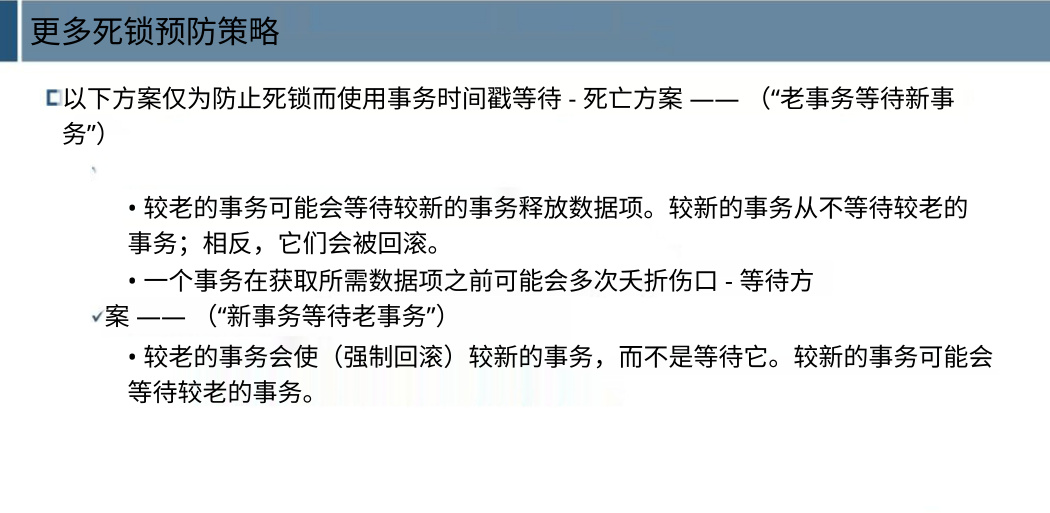 更多死锁预防策略
以下方案仅为防止死锁而使用事务时间戳等待 - 死亡方案 —— （“老事务等待新事
务”）
• 较老的事务可能会等待较新的事务释放数据项。较新的事务从不等待较老的
事务；相反，它们会被回滚。
• 一个事务在获取所需数据项之前可能会多次夭折伤口 - 等待方
案 —— （“新事务等待老事务”）
• 较老的事务会使（强制回滚）较新的事务，而不是等待它。较新的事务可能会
等待较老的事务。